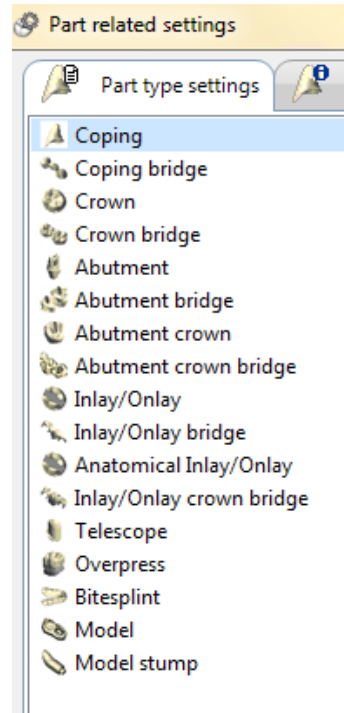 Part related settings
Part type settings
Coping
Coping bridge
Crown
Crown bridge
Abutment
Abutment bridge
Abutment crown
Abutment crown bridge
Inlay/Onlay
Inlay/Onlay bridge
Anatomical Inlay/Onlay
Inlay/Onlay crown bridge
Telescope
Overpress
Bitesplint
Model
Model stump